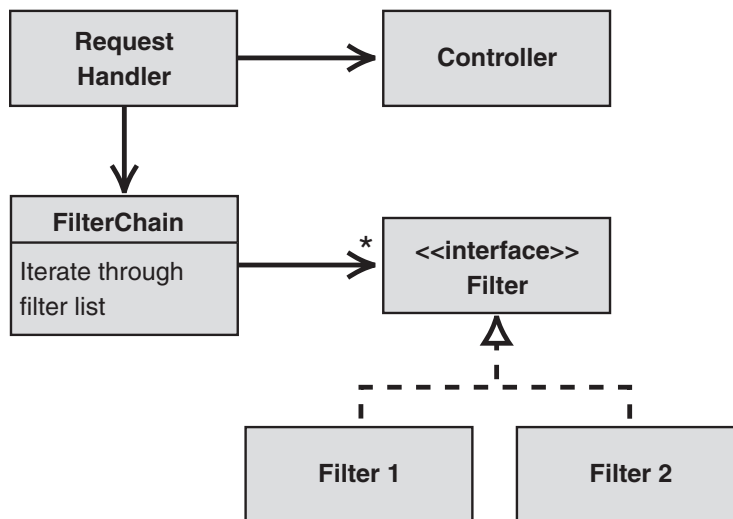 Request
Handler
Controller
FilterChain
Iterate through
filter list
*
<<interface>>
Filter
Filter 1
Filter 2